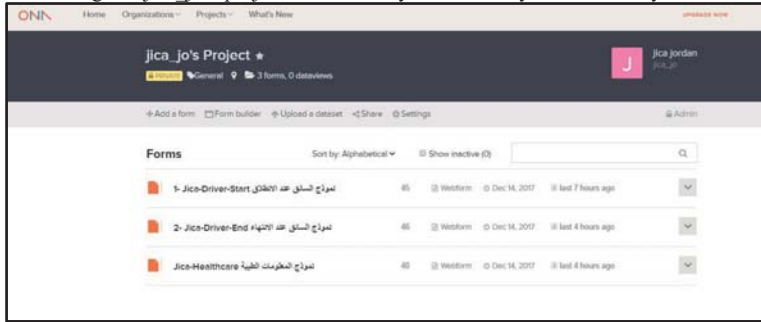 ONA Home Organizations Projects What's New UPGRADE NOW
jica_jo's Project ★
PRIVATE General 3 forms, 0 dataviews
J
jica jordan
jica_jo
+Add a form Form builder Upload a dataset Share Settings Admin
Forms Sort by: Alphabetical Show inactive (0)
1- Jica-Driver-Start نموذج السائق عند الانطلاق 45 Webform Dec 14, 2017 last 7 hours ago
2- Jica-Driver-End نموذج السائق عند الانتهاء 46 Webform Dec 14, 2017 last 4 hours ago
Jica-Healthcare نموذج المعلومات الطبية Webform Dec 14, 2017 last 4 hours ago